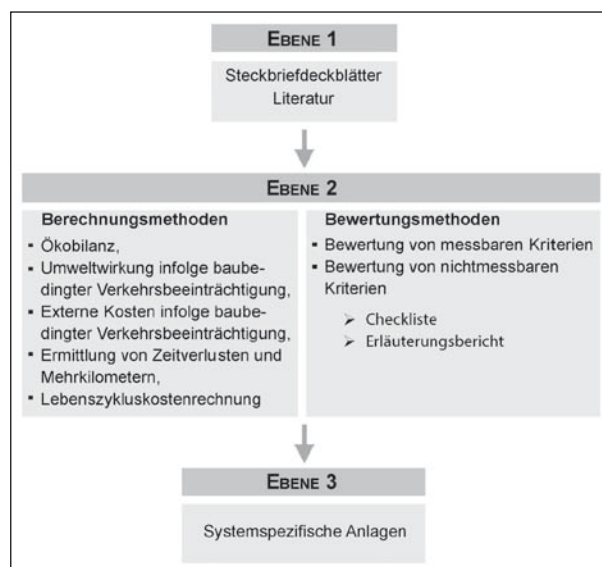 EBENE 1
Steckbriefdeckblätter
Literatur
EBENE 2
Berechnungsmethoden
▪ Ökobilanz,
▪ Umweltwirkung infolge baube-
dingter Verkehrsbeeinträchtigung,
▪ Externe Kosten infolge baube-
dingter Verkehrsbeeinträchtigung,
▪ Ermittlung von Zeitverlusten und
Mehrkilometern,
▪ Lebenszykluskostenrechnung
Bewertungsmethoden
▪ Bewertung von messbaren Kriterien
▪ Bewertung von nichtmessbaren
Kriterien
➢ Checkliste
➢ Erläuterungsbericht
EBENE 3
Systemspezifische Anlagen